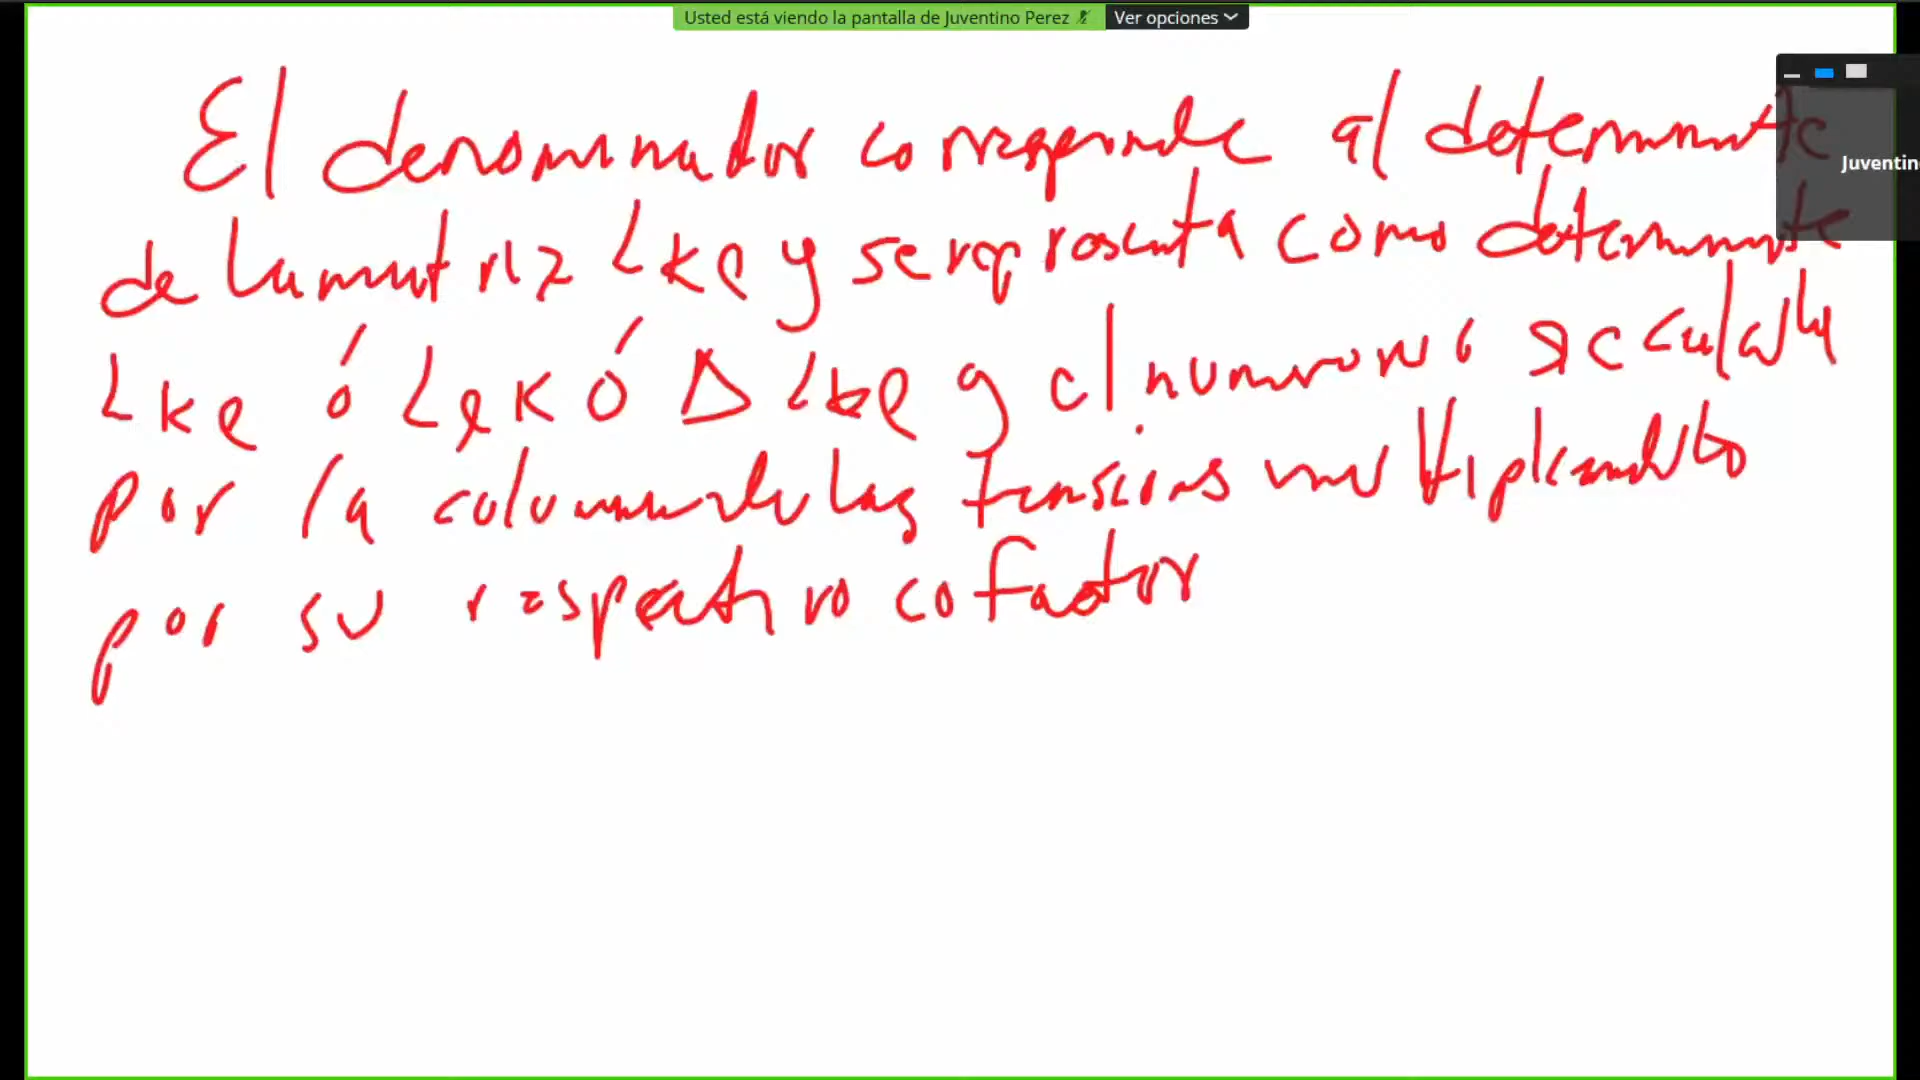 Usted está viendo la pantalla de Juventino Perez Ver opciones
Juventin
El denominador corresponde al determinante
de la matriz Lke y se representa como determinante
Lke ó Lek ó Δ Lke y el numeros se calcula
por la columna de las tensiones multiplicando
por su respectivo cofactor